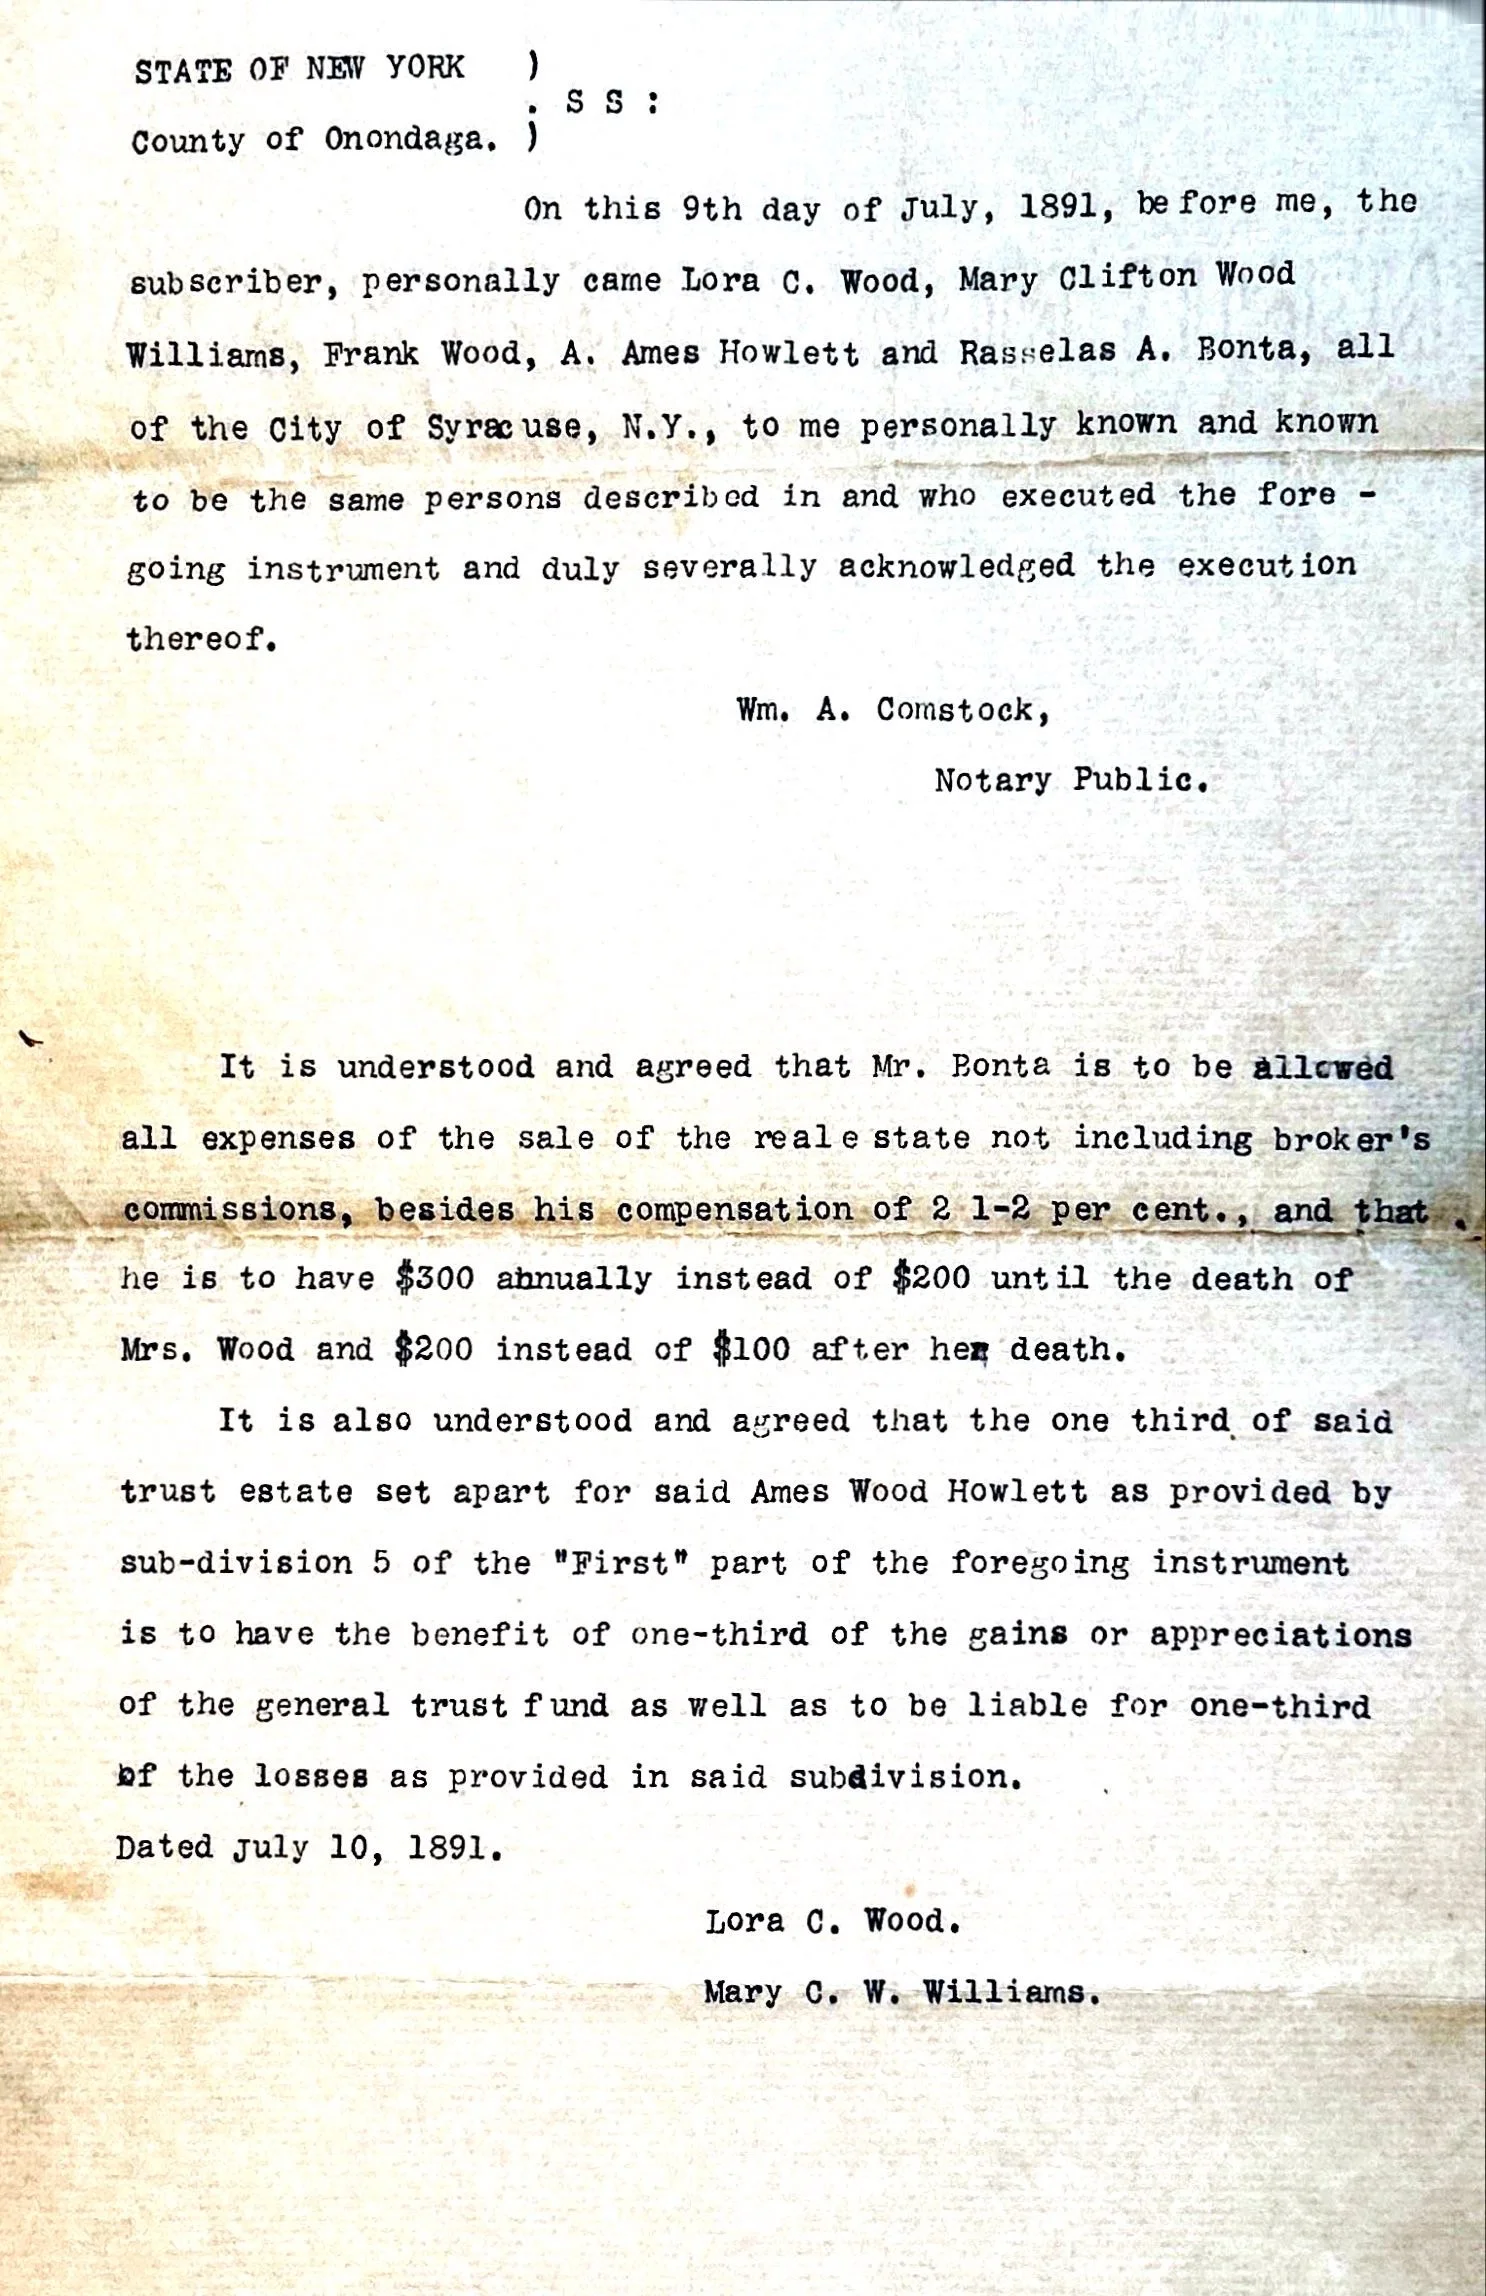 STATE OF NEW YORK )
. S S :
County of Onondaga. )
On this 9th day of July, 1891, before me, the
subscriber, personally came Lora C. Wood, Mary Clifton Wood
Williams, Frank Wood, A. Ames Howlett and Rasselas A. Bonta, all
of the City of Syracuse, N.Y., to me personally known and known
to be the same persons described in and who executed the fore -
going instrument and duly severally acknowledged the execution
thereof.
Wm. A. Comstock,
Notary Public.
It is understood and agreed that Mr. Bonta is to be allowed
all expenses of the sale of the real estate not including broker's
commissions, besides his compensation of 2 1-2 per cent., and that
he is to have $300 annually instead of $200 until the death of
Mrs. Wood and $200 instead of $100 after her death.
It is also understood and agreed that the one third of said
trust estate set apart for said Ames Wood Howlett as provided by
sub-division 5 of the "First" part of the foregoing instrument
is to have the benefit of one-third of the gains or appreciations
of the general trust fund as well as to be liable for one-third
of the losses as provided in said subdivision.
Dated July 10, 1891.
Lora C. Wood.
Mary C. W. Williams.